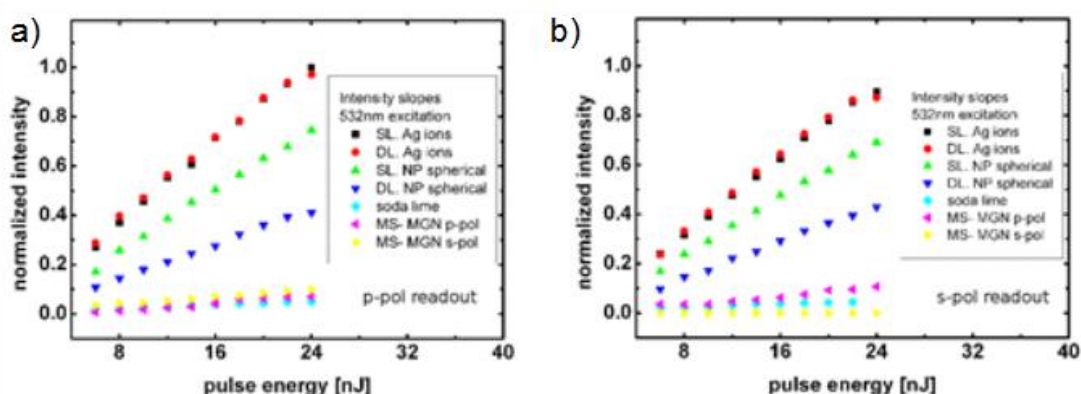 a)
normalized intensity
1.0
0.8
0.6
0.4
0.2
0.0
Intensity slopes
532nm excitation
SL. Ag ions
DL. Ag ions
SL. NP spherical
DL. NP spherical
soda lime
MS- MGN p-pol
MS- MGN s-pol
p-pol readout
8 16 24 32 40
pulse energy [nJ]
b)
normalized intensity
1.0
0.8
0.6
0.4
0.2
0.0
Intensity slopes
532nm excitation
SL. Ag ions
DL. Ag ions
SL. NP spherical
DL. NP spherical
soda lime
MS- MGN p-pol
MS- MGN s-pol
s-pol readout
8 16 24 32 40
pulse energy [nJ]